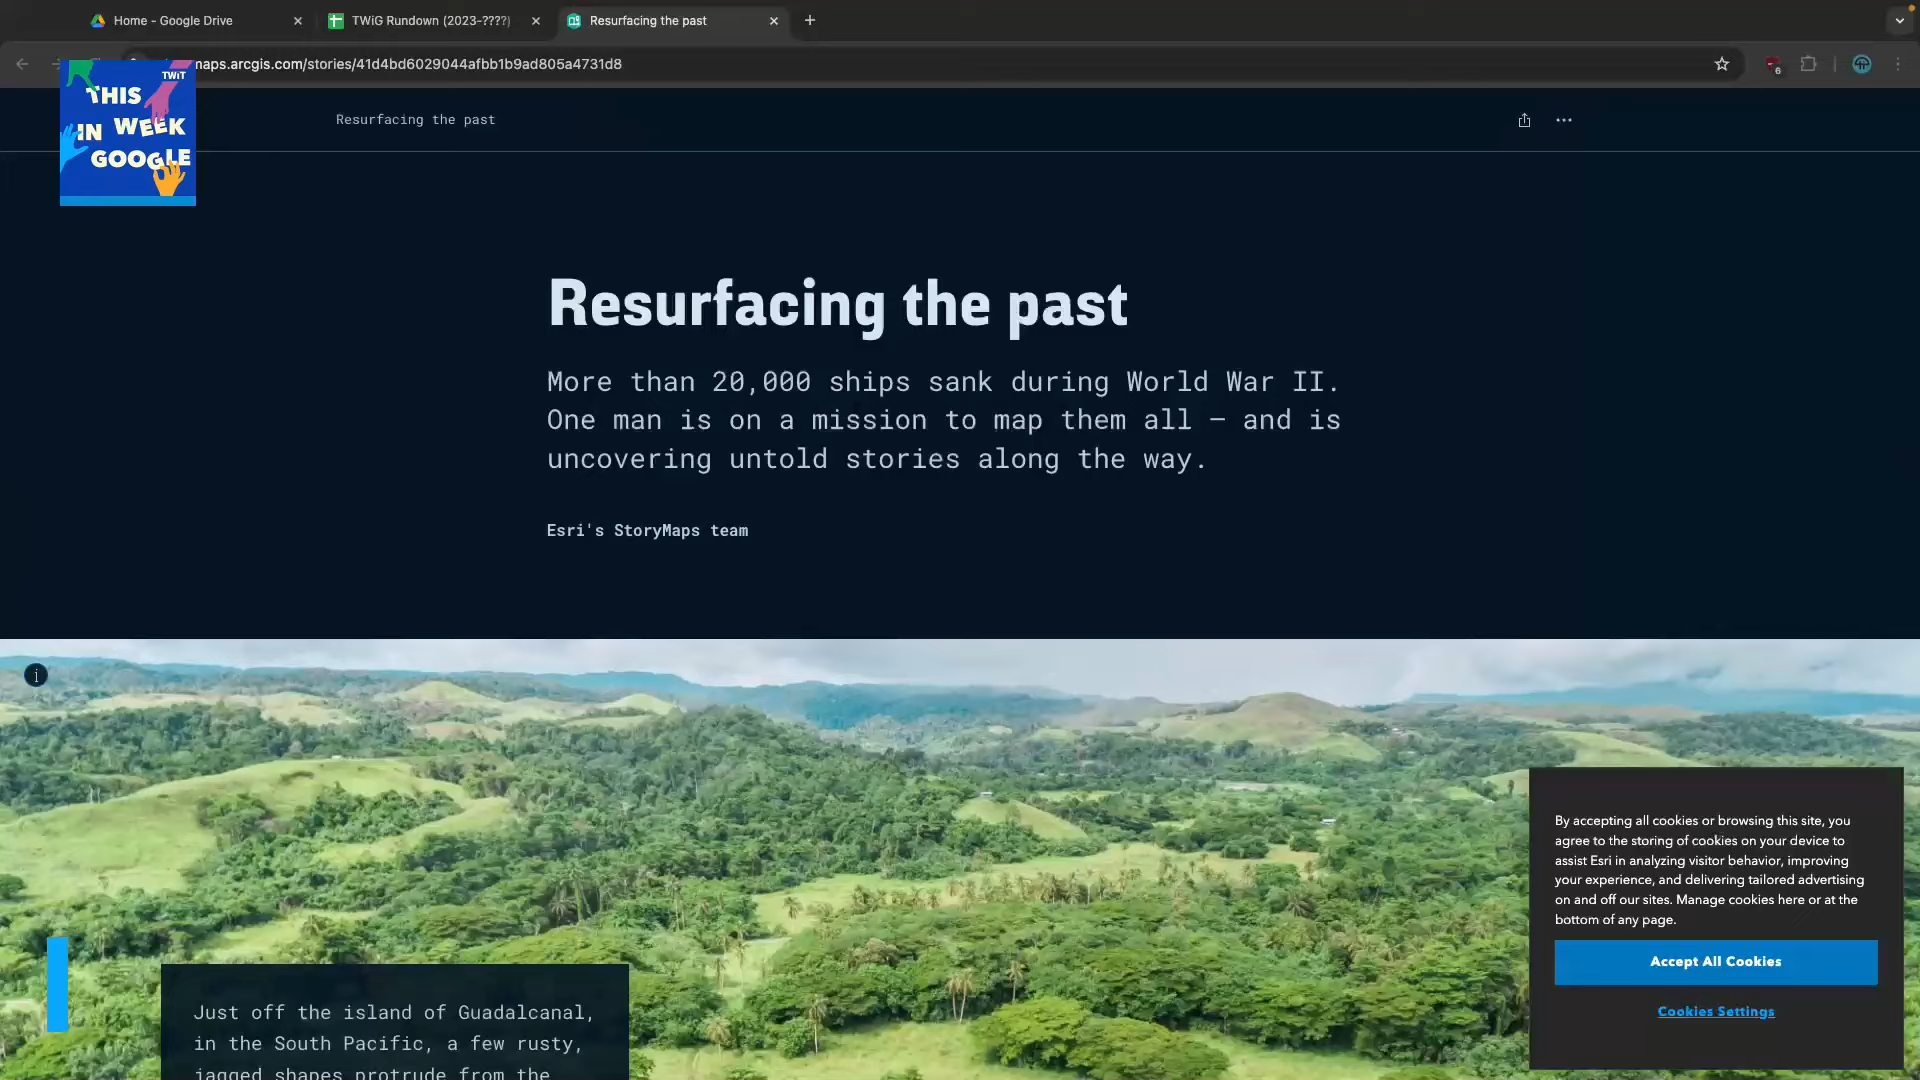 Home - Google Drive
TWiG Rundown (2023-????)
Resurfacing the past
maps.arcgis.com/stories/41d4bd6029044afbb1b9ad805a4731d8
6
TWiT
THIS
IN WEEK
GOOGLE
Resurfacing the past
Resurfacing the past
More than 20,000 ships sank during World War II.
One man is on a mission to map them all — and is
uncovering untold stories along the way.
Esri's StoryMaps team
i
Just off the island of Guadalcanal,
in the South Pacific, a few rusty,
jagged shapes protrude from the
By accepting all cookies or browsing this site, you
agree to the storing of cookies on your device to
assist Esri in analyzing visitor behavior, improving
your experience, and delivering tailored advertising
on and off our sites. Manage cookies here or at the
bottom of any page.
Accept All Cookies
Cookies Settings